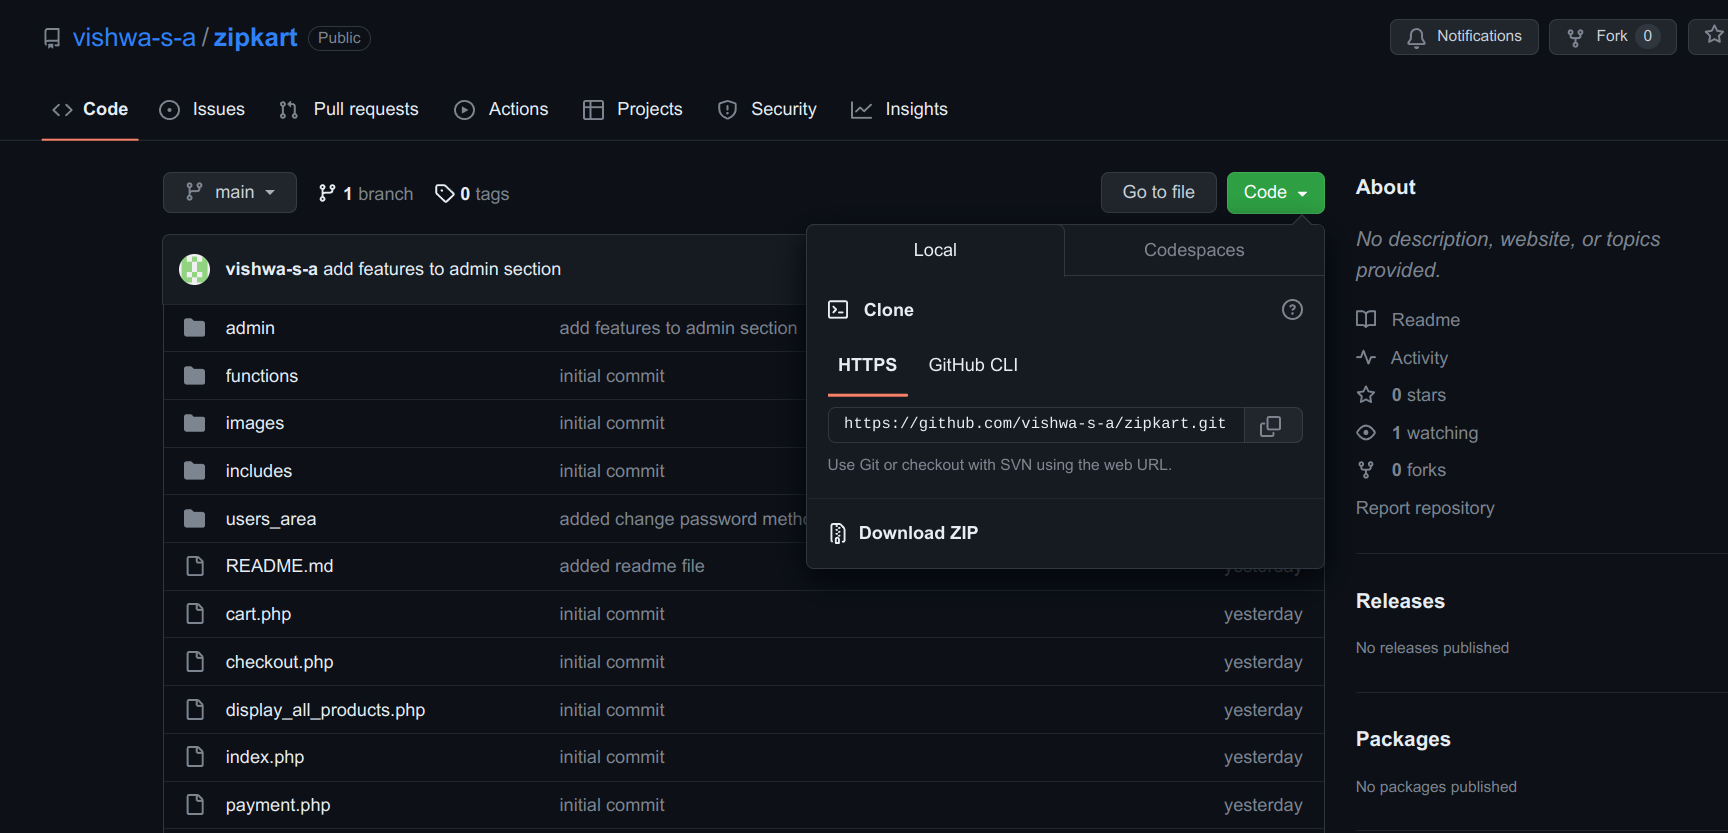 vishwa-s-a / zipkart Public
Notifications
Fork 0
Code
Issues
Pull requests
Actions
Projects
Security
Insights
main
1 branch
0 tags
Go to file
Code
vishwa-s-a add features to admin section
admin add features to admin section
functions initial commit
images initial commit
includes initial commit
users_area added change password
README.md added readme file yesterday
cart.php initial commit yesterday
checkout.php initial commit yesterday
display_all_products.php initial commit yesterday
index.php initial commit yesterday
payment.php initial commit yesterday
Local
Codespaces
Clone
HTTPS
GitHub CLI
https://github.com/vishwa-s-a/zipkart.git
Use Git or checkout with SVN using the web URL.
Download ZIP
About
No description, website, or topics
provided.
Readme
Activity
0 stars
1 watching
0 forks
Report repository
Releases
No releases published
Packages
No packages published